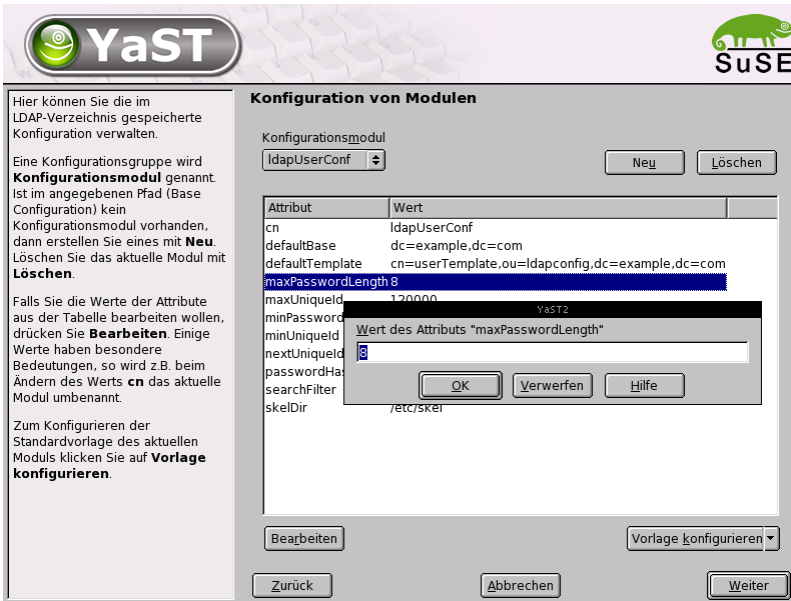 YaST
SuSE
Hier können Sie die im
LDAP-Verzeichnis gespeicherte
Konfiguration verwalten.
Eine Konfigurationsgruppe wird
Konfigurationsmodul genannt.
Ist im angegebenen Pfad (Base
Configuration) kein
Konfigurationsmodul vorhanden,
dann erstellen Sie eines mit Neu.
Löschen Sie das aktuelle Modul mit
Löschen.
Falls Sie die Werte der Attribute
aus der Tabelle bearbeiten wollen,
drücken Sie Bearbeiten. Einige
Werte haben besondere
Bedeutungen, so wird z.B. beim
Ändern des Werts cn das aktuelle
Modul umbenannt.
Zum Konfigurieren der
Standardvorlage des aktuellen
Moduls klicken Sie auf Vorlage
konfigurieren.
Konfiguration von Modulen
Konfigurationsmodul
ldapUserConf
Neu Löschen
Attribut Wert
cn ldapUserConf
defaultBase dc=example,dc=com
defaultTemplate cn=userTemplate,ou=ldapconfig,dc=example,dc=com
maxPasswordLength 8
maxUniqueId 120000
minPassword
minUniqueId
nextUniqueId
passwordHas
searchFilter
skelDir /etc/skel
YaST2
Wert des Attributs "maxPasswordLength"
8
OK Verwerfen Hilfe
Bearbeiten Vorlage konfigurieren
Zurück Abbrechen Weiter